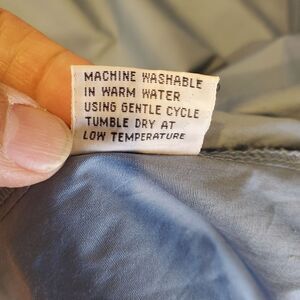 MACHINE WASHABLE
IN WARM WATER
USING GENTLE CYCLE
TUMBLE DRY AT
LOW TEMPERATURE